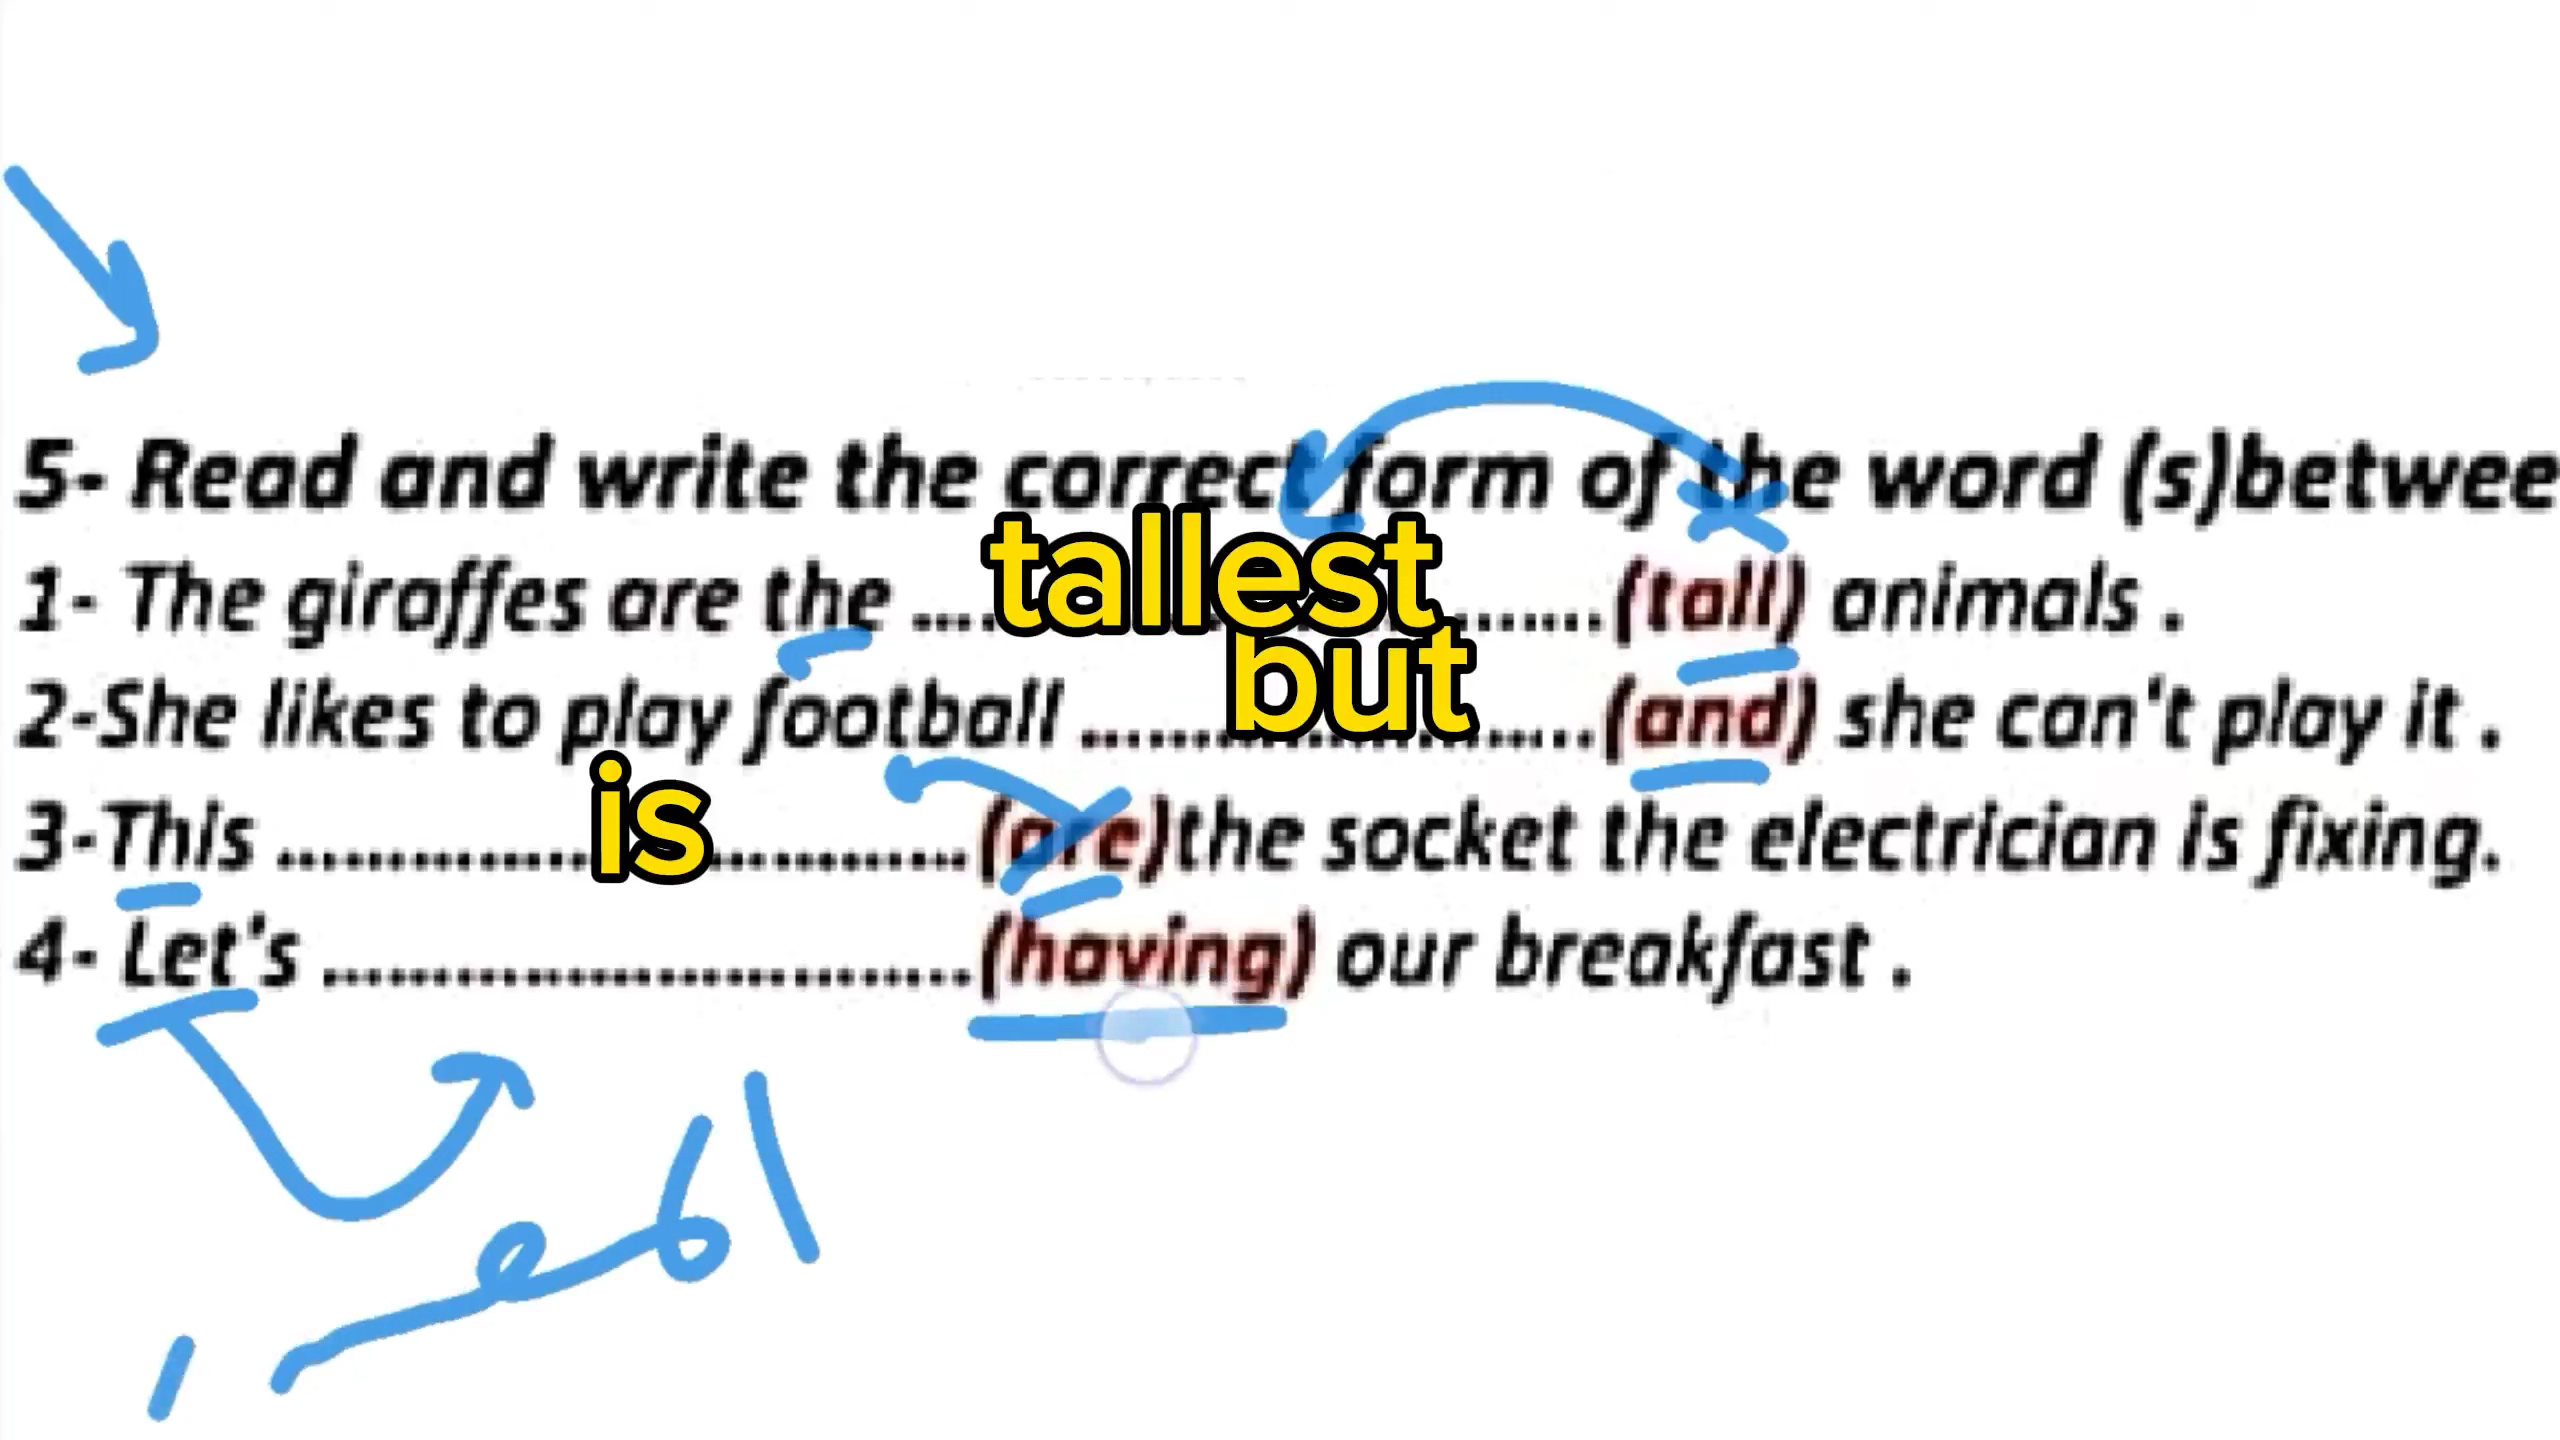 5- Read and write the correct form of the word (s)betwee
1- The giraffes are the .... tallest .......(tall) animals .
2-She likes to play football ........ but ......(and) she can't play it .
3-This .............. is ............(are)the socket the electrician is fixing.
4- Let's ..............................(having) our breakfast .